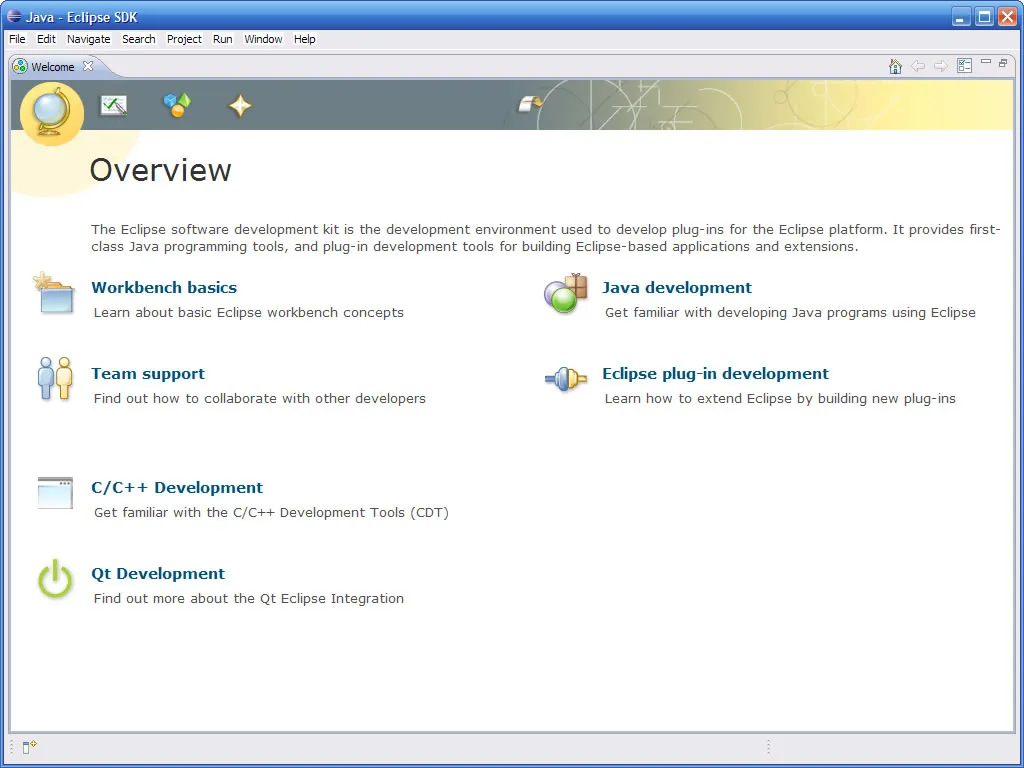 Java - Eclipse SDK
File Edit Navigate Search Project Run Window Help
Welcome
Overview
The Eclipse software development kit is the development environment used to develop plug-ins for the Eclipse platform. It provides first-
class Java programming tools, and plug-in development tools for building Eclipse-based applications and extensions.
Workbench basics
Learn about basic Eclipse workbench concepts
Java development
Get familiar with developing Java programs using Eclipse
Team support
Find out how to collaborate with other developers
Eclipse plug-in development
Learn how to extend Eclipse by building new plug-ins
C/C++ Development
Get familiar with the C/C++ Development Tools (CDT)
Qt Development
Find out more about the Qt Eclipse Integration